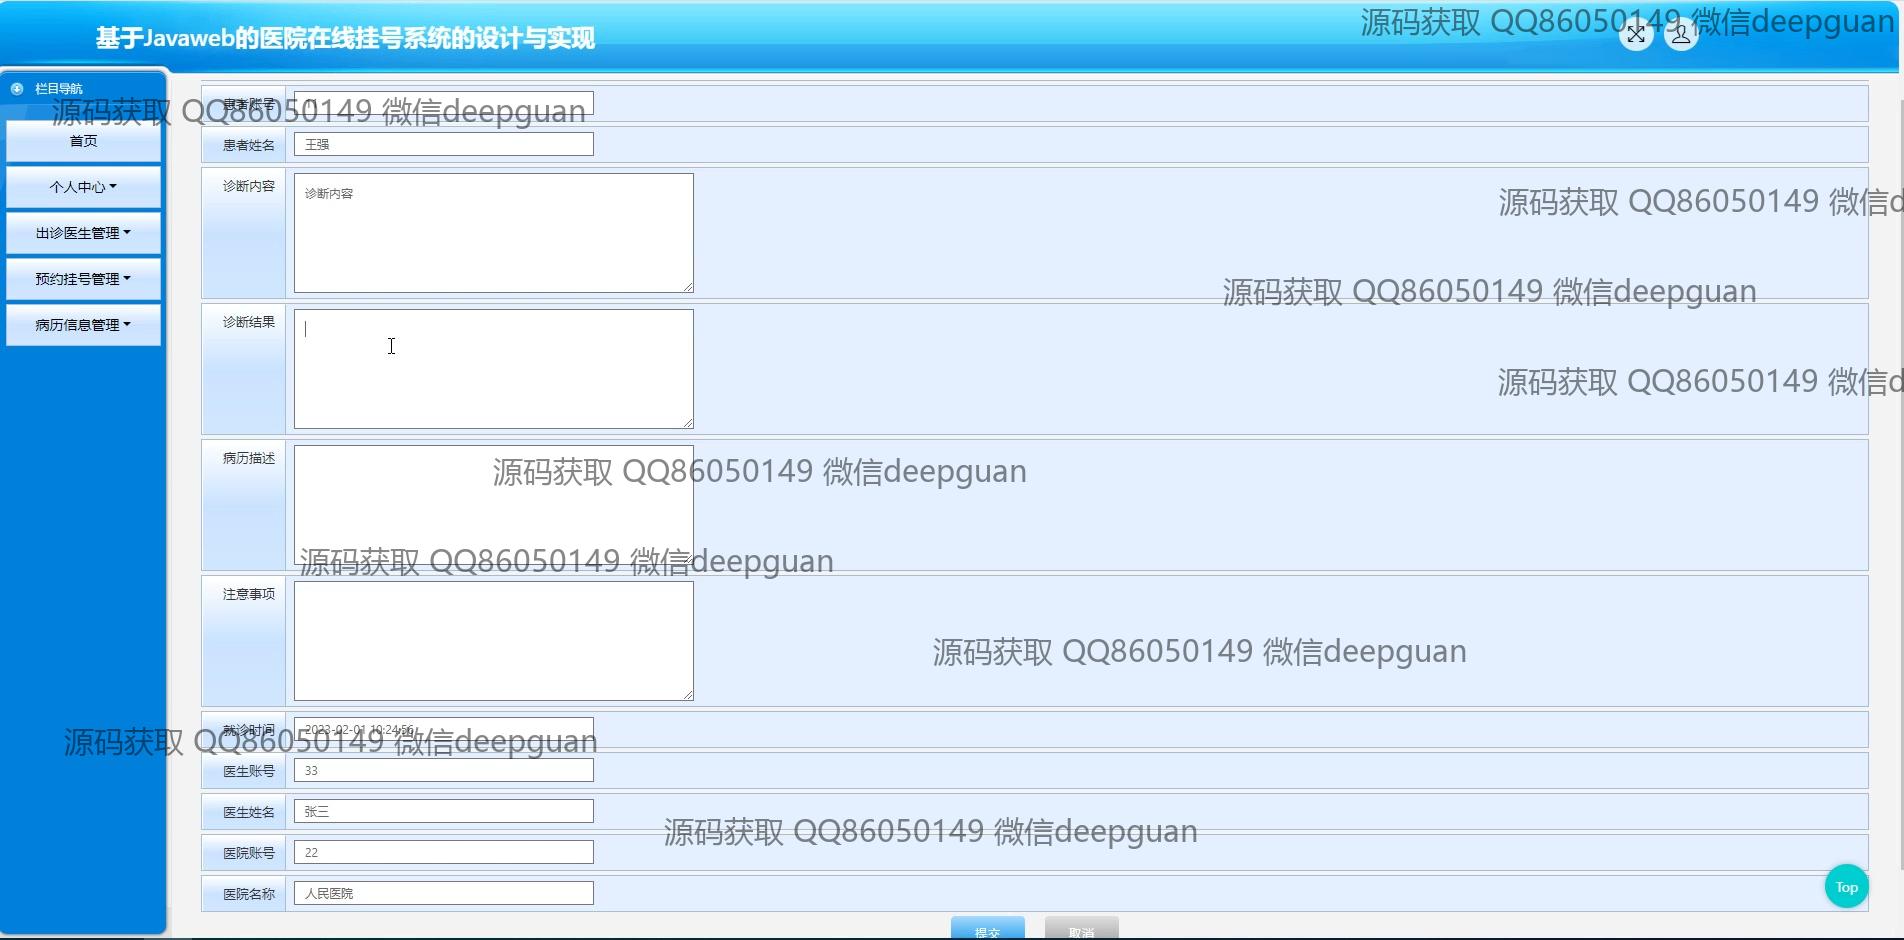 基于Javaweb的医院在线挂号系统的设计与实现
源码获取 QQ86050149 微信deepguan
栏目导航
首页
个人中心
出诊医生管理
预约挂号管理
病历信息管理
患者账号
源码获取 QQ86050149 微信deepguan
患者姓名 王强
诊断内容 诊断内容
源码获取 QQ86050149 微信d
源码获取 QQ86050149 微信deepguan
诊断结果
源码获取 QQ86050149 微信d
病历描述
源码获取 QQ86050149 微信deepguan
源码获取 QQ86050149 微信deepguan
注意事项
源码获取 QQ86050149 微信deepguan
就诊时间 2023-02-01 10:24:56
源码获取 QQ86050149 微信deepguan
医生账号 33
医生姓名 张三
源码获取 QQ86050149 微信deepguan
医院账号 22
医院名称 人民医院
Top
提交 取消